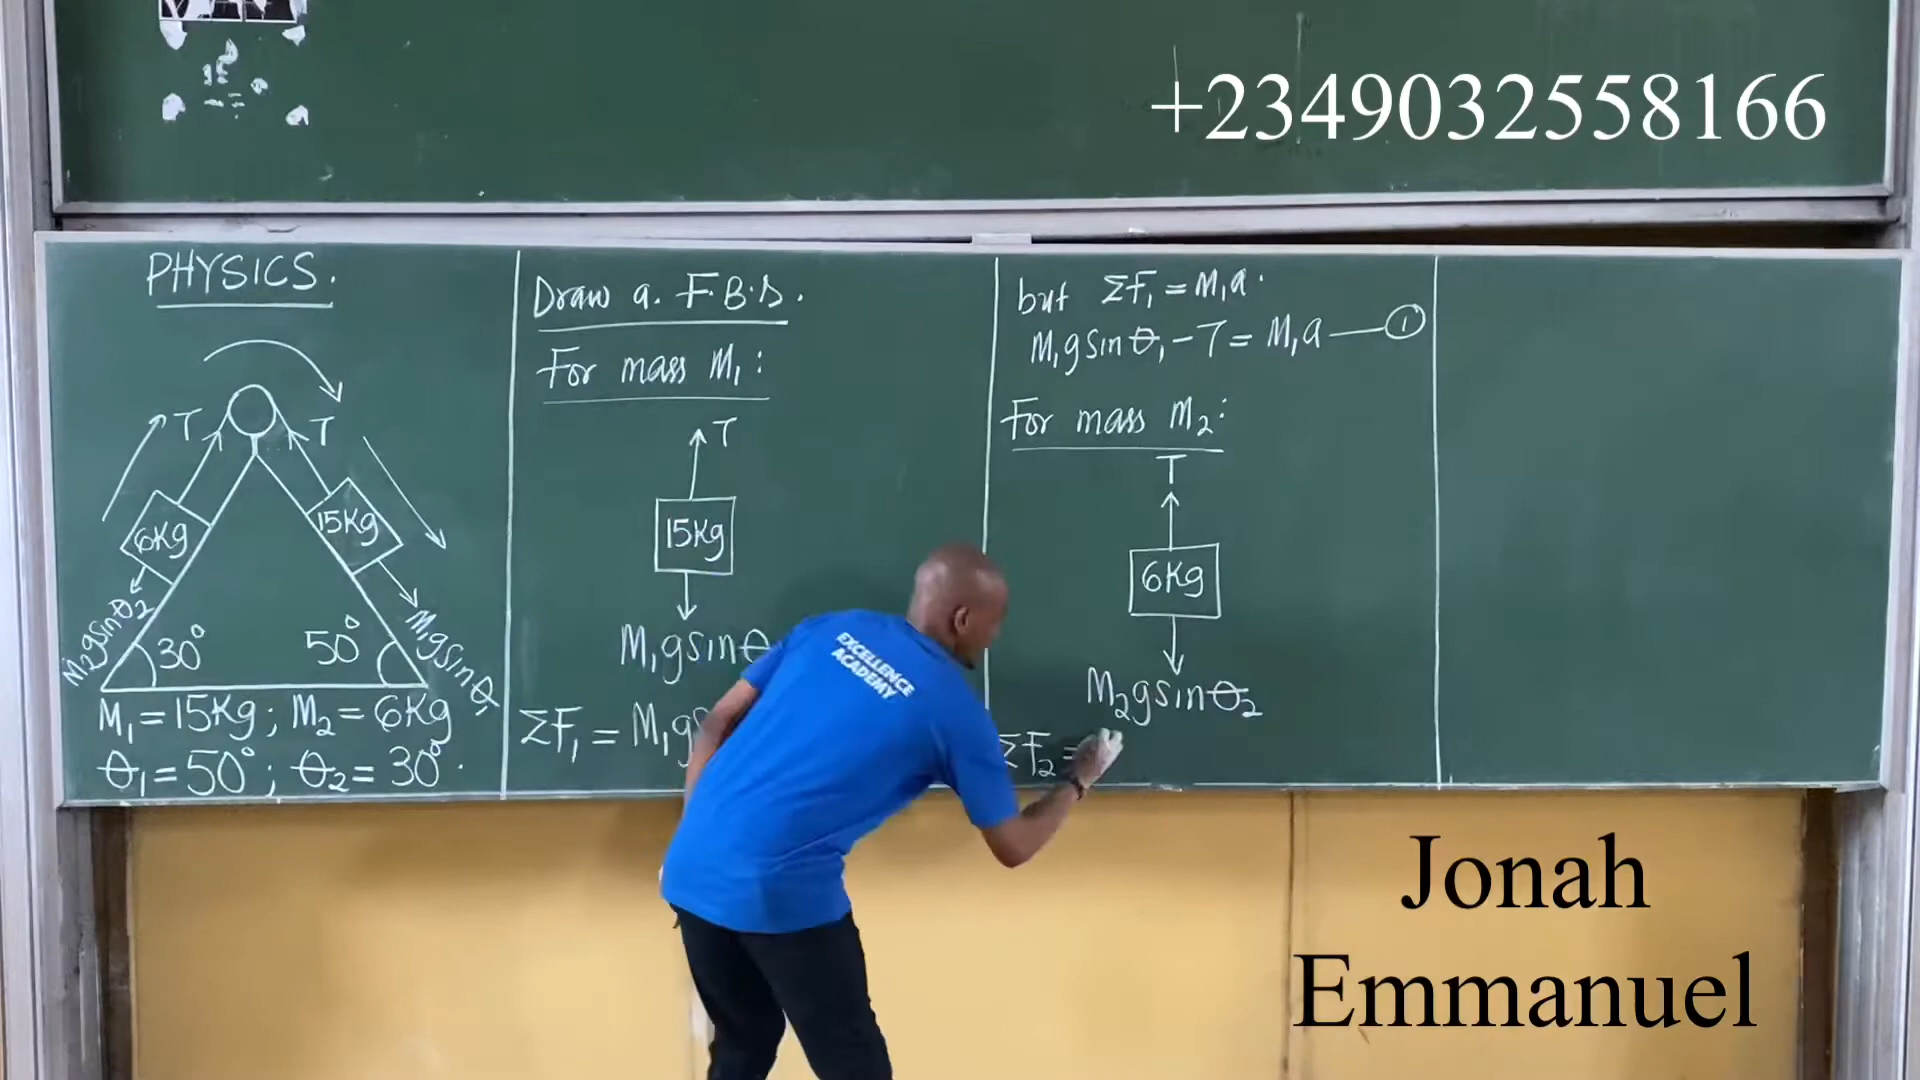 +2349032558166
PHYSICS.
T T
6Kg 15Kg
M2gsinθ2 30° 50° M1gsinθ1
M1=15Kg; M2=6Kg
θ1=50°; θ2=30°.
Draw a. F.B.D.
For mass M1:
T
15Kg
M1gsinθ
ΣF1 = M1gs
but ΣF1 = M1a.
M1gsinθ1 - T = M1a — ①
For mass M2:
T
6Kg
M2gsinθ2
ΣF2 =
EXCELLENCE
ACADEMY
Jonah
Emmanuel